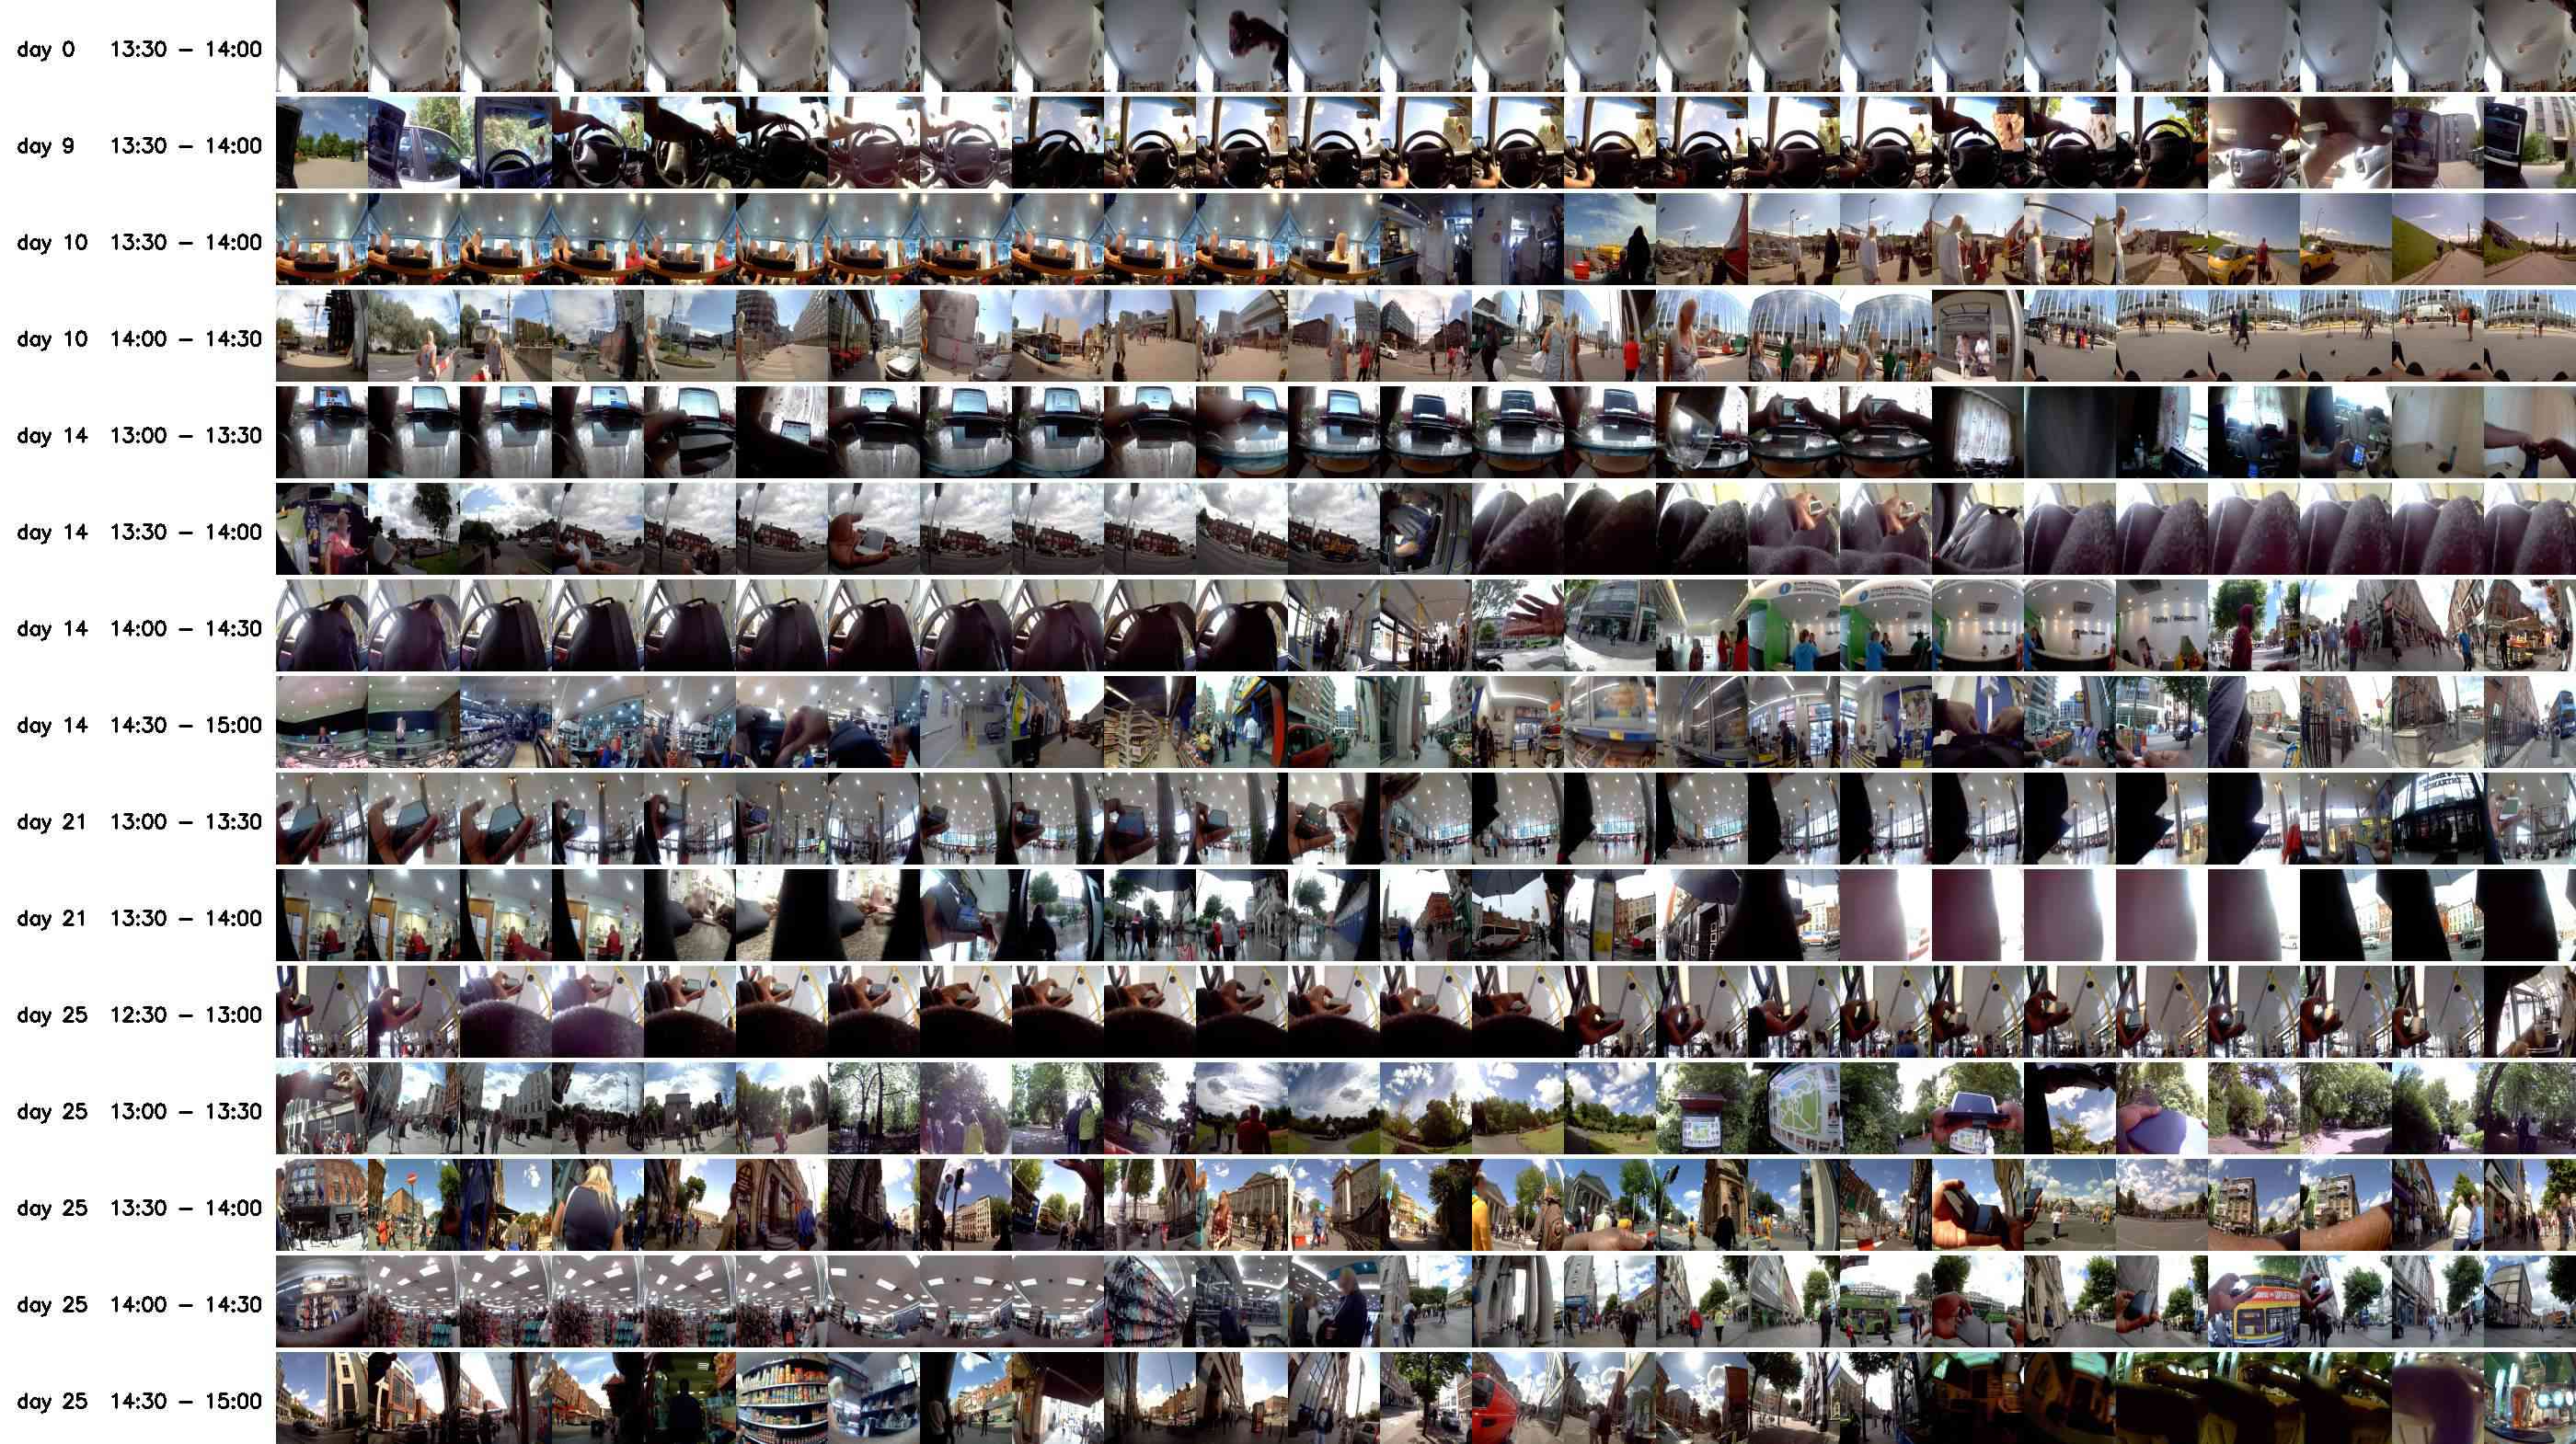 day 0 13:30 - 14:00
day 9 13:30 - 14:00
day 10 13:30 - 14:00
day 10 14:00 - 14:30
day 14 13:00 - 13:30
day 14 13:30 - 14:00
day 14 14:00 - 14:30
day 14 14:30 - 15:00
day 21 13:00 - 13:30
day 21 13:30 - 14:00
day 25 12:30 - 13:00
day 25 13:00 - 13:30
day 25 13:30 - 14:00
day 25 14:00 - 14:30
day 25 14:30 - 15:00